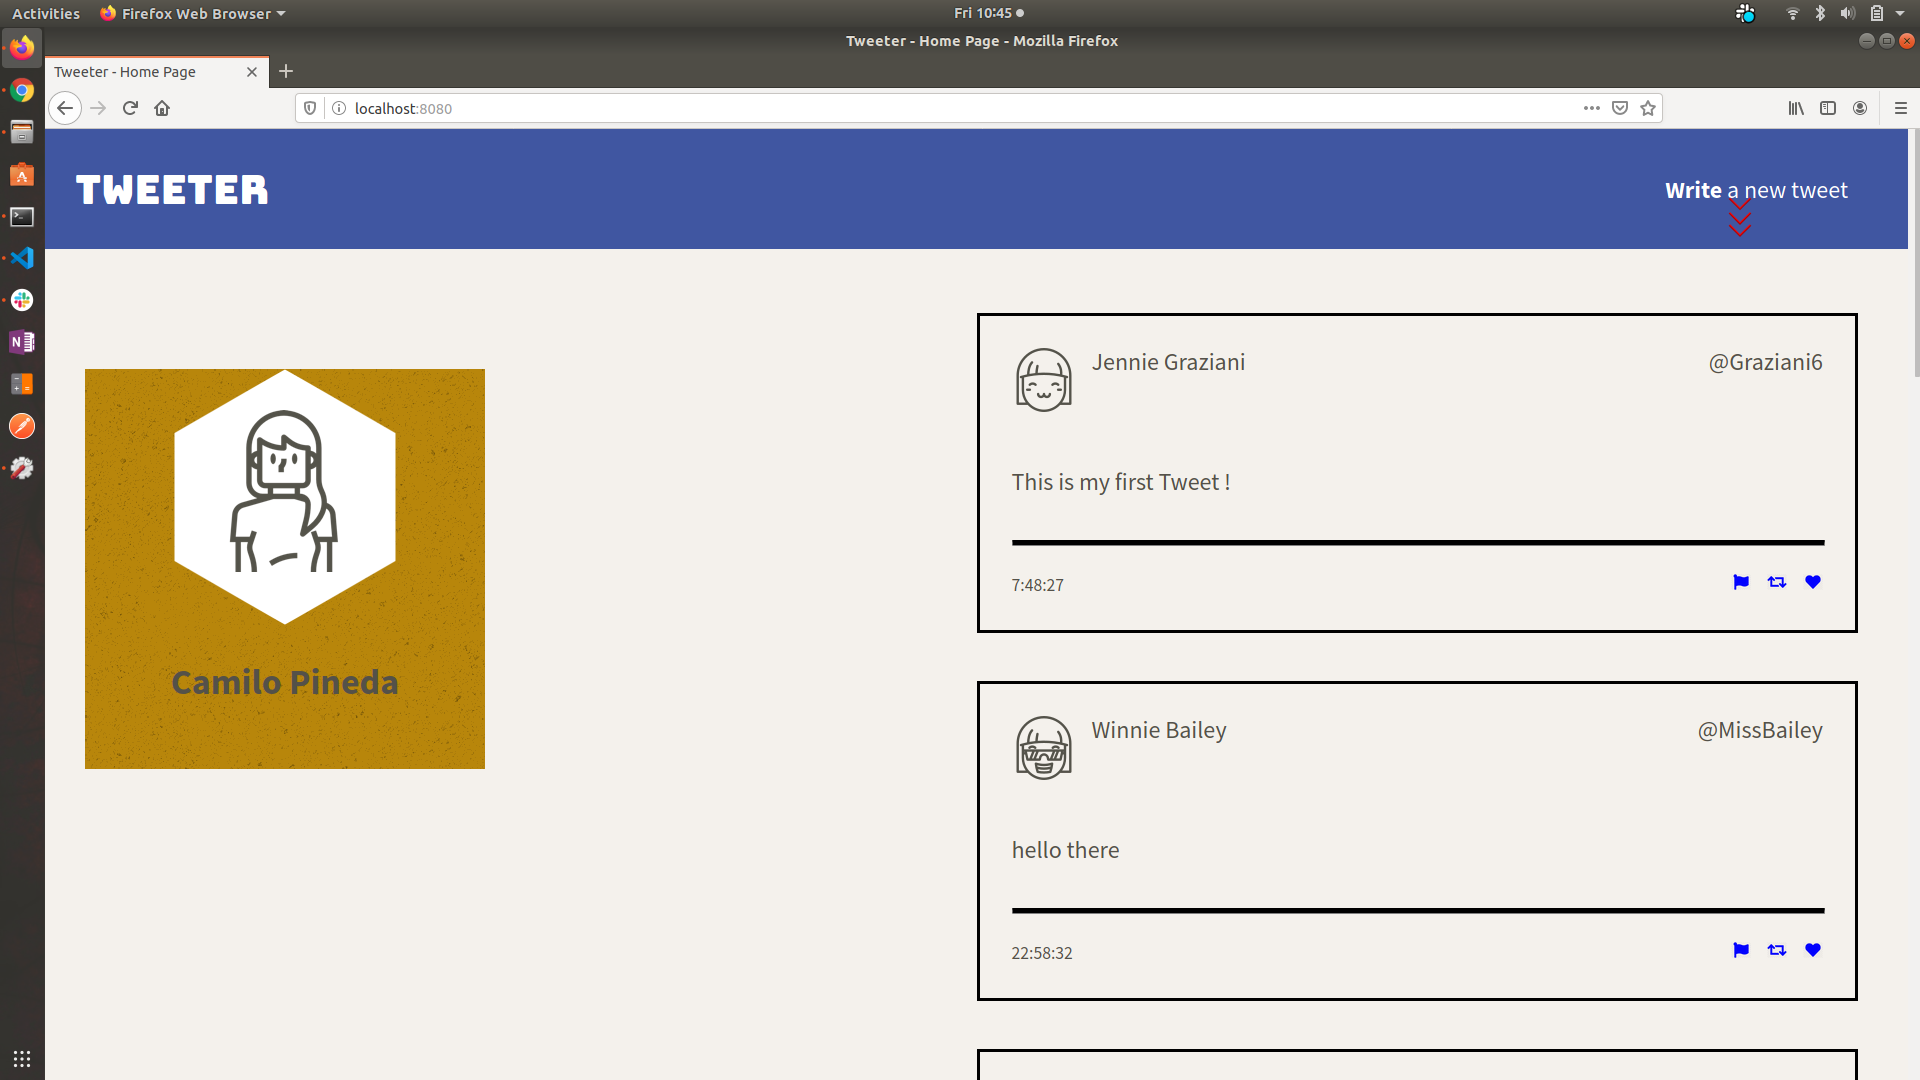 Activities
Firefox Web Browser
Fri 10:45
Tweeter - Home Page - Mozilla Firefox
Tweeter - Home Page
localhost:8080
TWEETER
Write a new tweet
Camilo Pineda
Jennie Graziani
@Graziani6
This is my first Tweet !
7:48:27
Winnie Bailey
@MissBailey
hello there
22:58:32